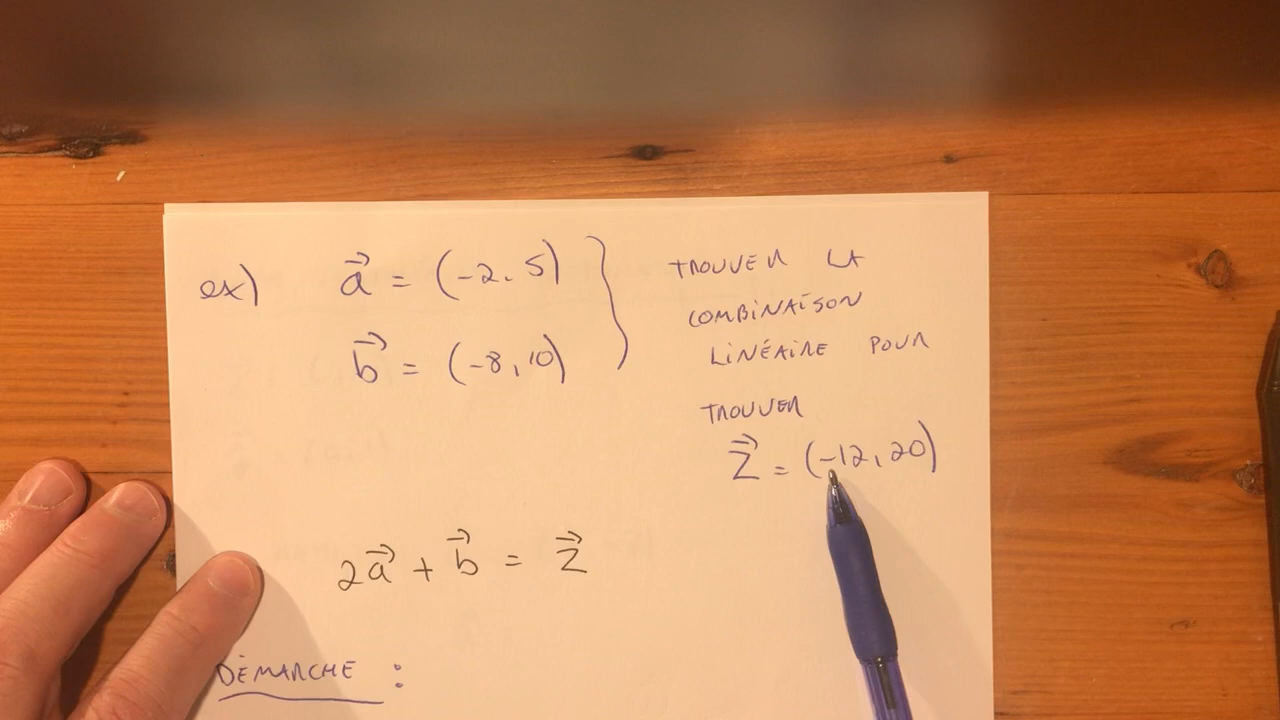 ex) a⃗ = (-2, 5)
b⃗ = (-8, 10)
TROUVER LA
COMBINAISON
LINÉAIRE POUR
TROUVER
Z⃗ = (-12, 20)
2a⃗ + b⃗ = Z⃗
DÉMARCHE :